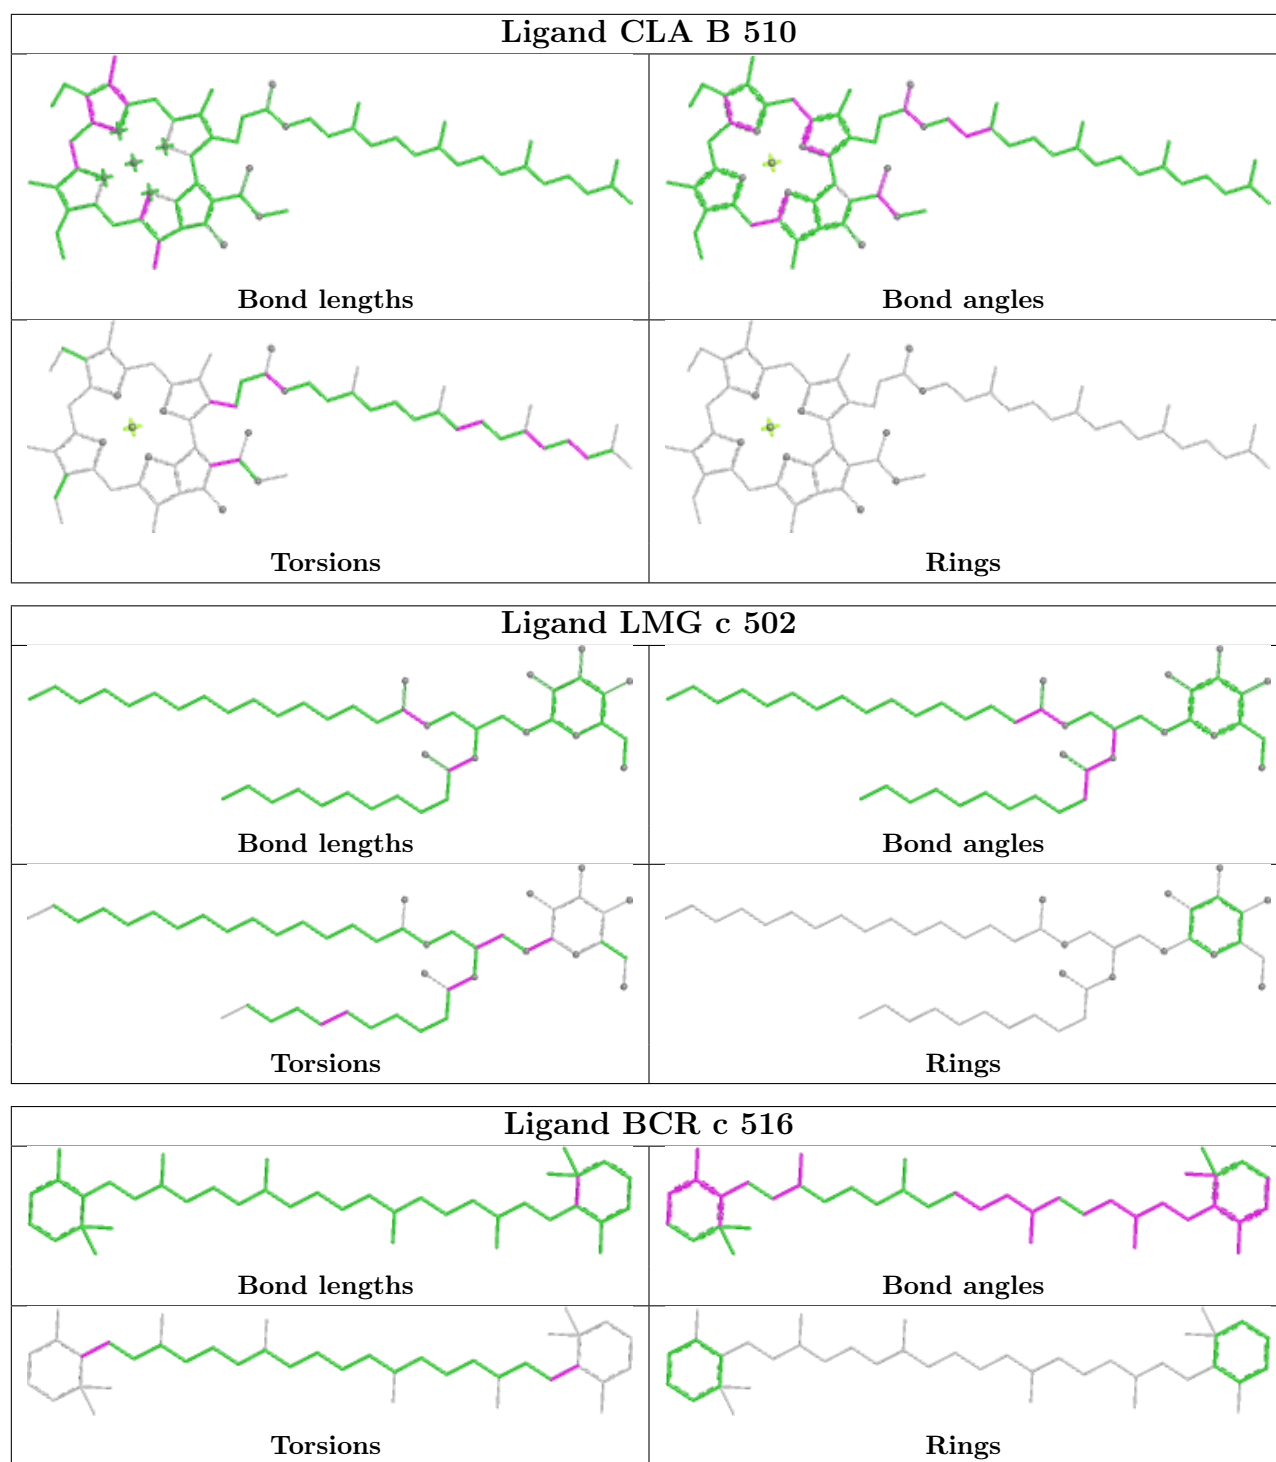 Ligand CLA B 510
Bond lengths
Bond angles
Torsions
Rings
Ligand LMG c 502
Bond lengths
Bond angles
Torsions
Rings
Ligand BCR c 516
Bond lengths
Bond angles
Torsions
Rings